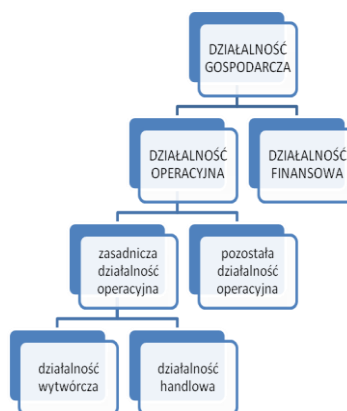 DZIAŁALNOŚĆ
GOSPODARCZA
DZIAŁALNOŚĆ
OPERACYJNA
DZIAŁALNOŚĆ
FINANSOWA
zasadnicza
działalność
operacyjna
pozostała
działalność
operacyjna
działalność
wytwórcza
działalność
handlowa